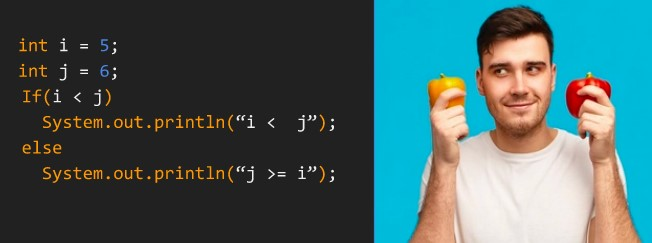 int i = 5;
int j = 6;
If(i < j)
System.out.println(“i <  j”);
else
System.out.println(“j >= i”);